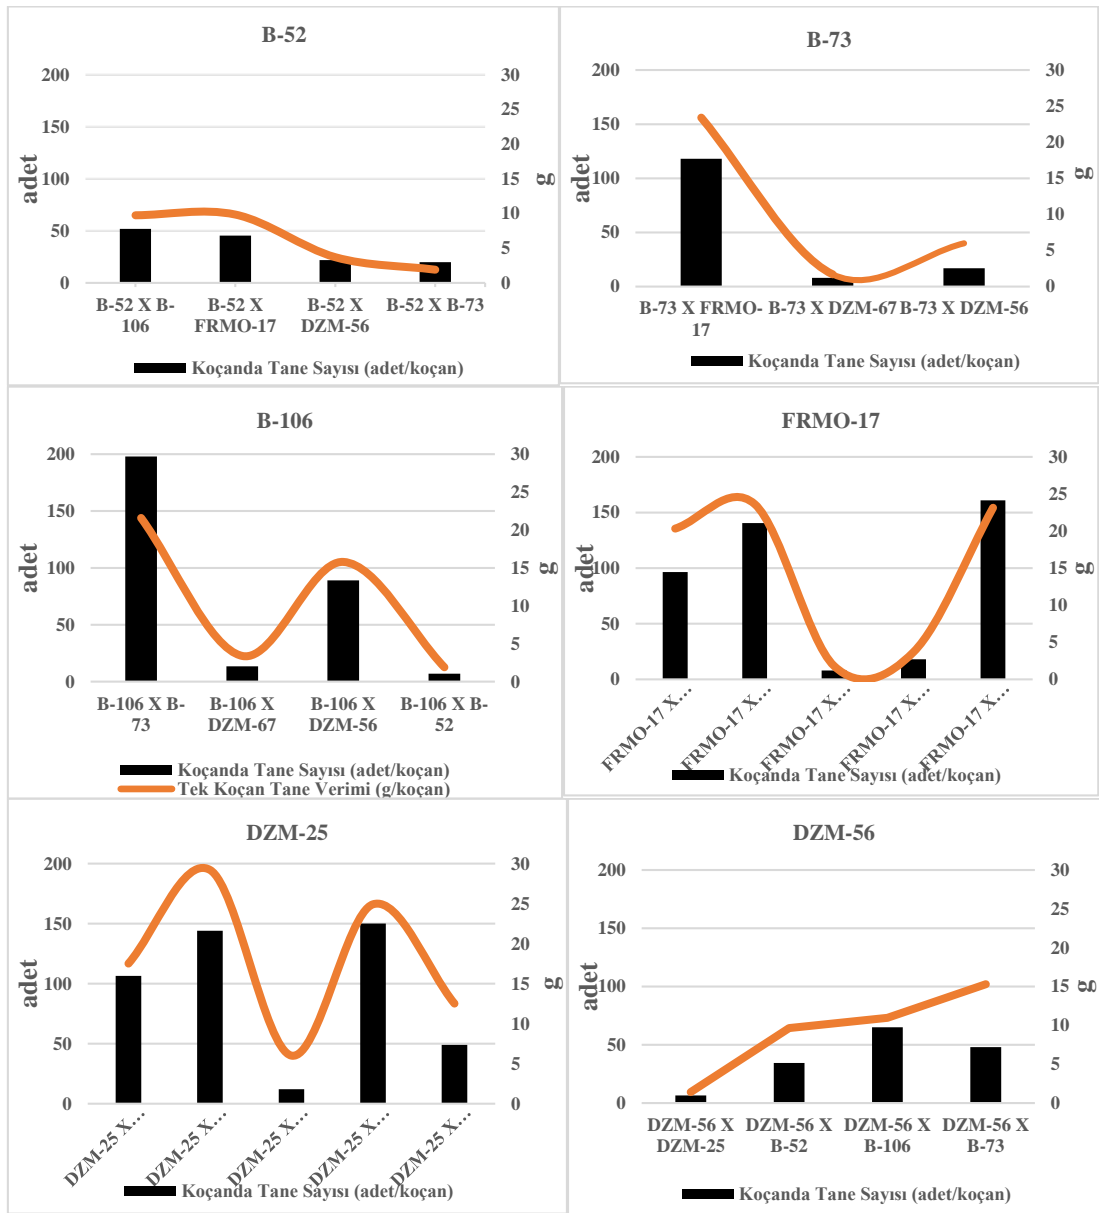 B-52
200
150
100
50
0
adet
30
25
20
15
10
5
0
g
B-52 X B-
106
B-52 X
FRMO-17
B-52 X
DZM-56
B-52 X B-73
Koçanda Tane Sayısı (adet/koçan)
B-73
200
150
100
50
0
adet
30
25
20
15
10
5
0
g
B-73 X FRMO-
17
B-73 X DZM-67
B-73 X DZM-56
Koçanda Tane Sayısı (adet/koçan)
B-106
200
150
100
50
0
adet
30
25
20
15
10
5
0
g
B-106 X B-
73
B-106 X
DZM-67
B-106 X
DZM-56
B-106 X B-
52
Koçanda Tane Sayısı (adet/koçan)
Tek Koçan Tane Verimi (g/koçan)
FRMO-17
200
150
100
50
0
adet
30
25
20
15
10
5
0
g
FRMO-17 X…
FRMO-17 X…
FRMO-17 X…
FRMO-17 X…
FRMO-17 X…
Koçanda Tane Sayısı (adet/koçan)
DZM-25
200
150
100
50
0
adet
30
25
20
15
10
5
0
g
DZM-25 X…
DZM-25 X…
DZM-25 X…
DZM-25 X…
DZM-25 X…
Koçanda Tane Sayısı (adet/koçan)
DZM-56
200
150
100
50
0
adet
30
25
20
15
10
5
0
g
DZM-56 X
DZM-25
DZM-56 X
B-52
DZM-56 X
B-106
DZM-56 X
B-73
Koçanda Tane Sayısı (adet/koçan)